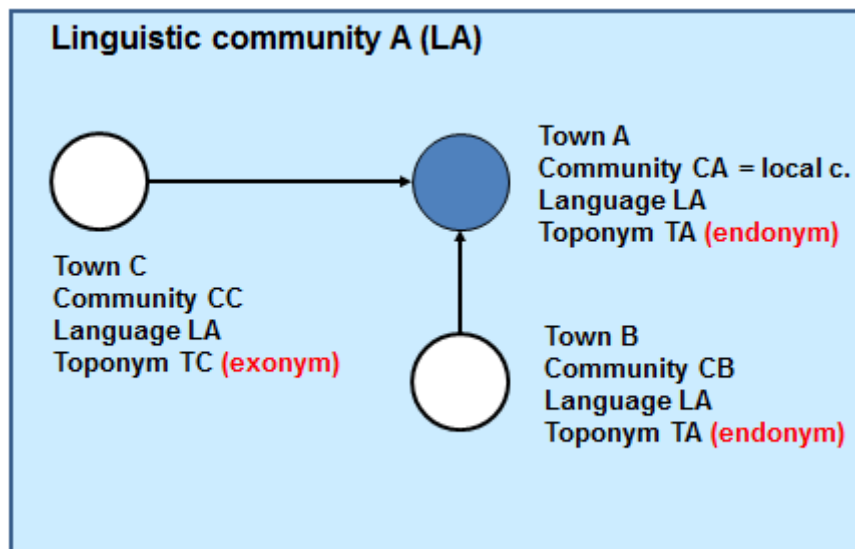 Linguistic community A (LA)
Town A
Community CA = local c.
Language LA
Toponym TA (endonym)
Town C
Community CC
Language LA
Toponym TC (exonym)
Town B
Community CB
Language LA
Toponym TA (endonym)